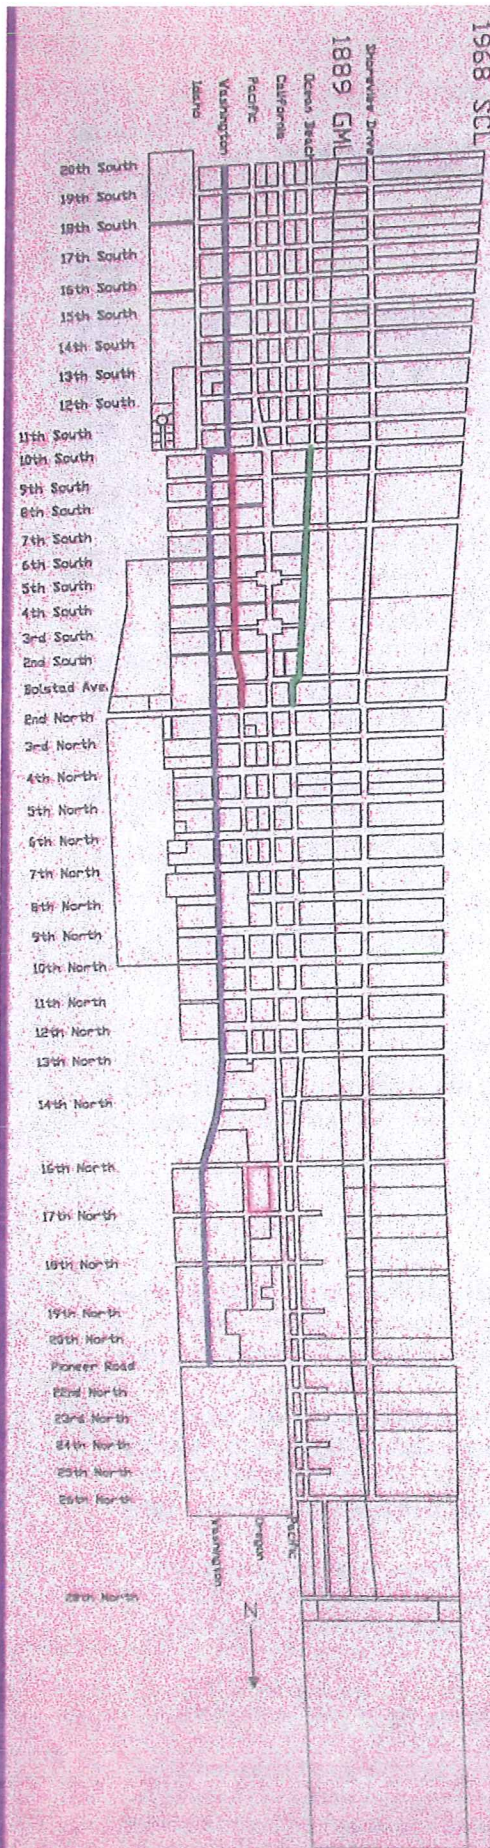 1968 SCL
1889 GML
Shoreview Drive
Ocean Beach
California
Pacific
Washington
Idaho
20th South
19th South
18th South
17th South
16th South
15th South
14th South
13th South
12th South
11th South
10th South
9th South
8th South
7th South
6th South
5th South
4th South
3rd South
2nd South
Bolstad Ave.
2nd North
3rd North
4th North
5th North
6th North
7th North
8th North
9th North
10th North
11th North
12th North
13th North
14th North
16th North
17th North
18th North
19th North
20th North
Pioneer Road
22nd North
23rd North
24th North
25th North
26th North
Pacific
Oregon
Washington
28th North
N